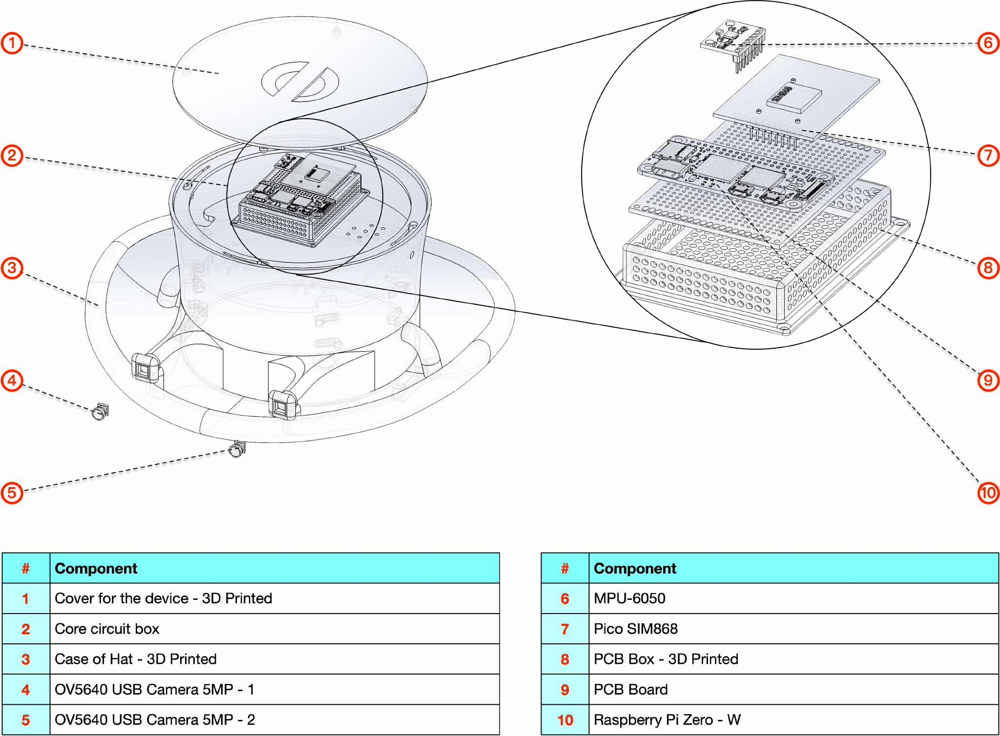 1
2
3
4
5
6
7
8
9
10
SIM868
# Component
1 Cover for the device - 3D Printed
2 Core circuit box
3 Case of Hat - 3D Printed
4 OV5640 USB Camera 5MP - 1
5 OV5640 USB Camera 5MP - 2
# Component
6 MPU-6050
7 Pico SIM868
8 PCB Box - 3D Printed
9 PCB Board
10 Raspberry Pi Zero - W